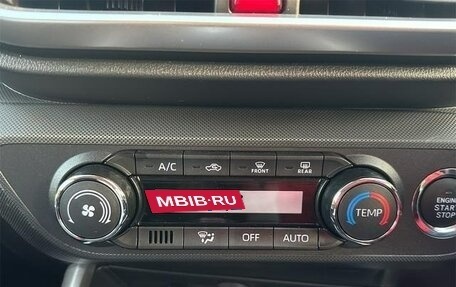 A/C
FRONT
REAR
MBIB.RU
TEMP
ENGINE
START
STOP
OFF
AUTO